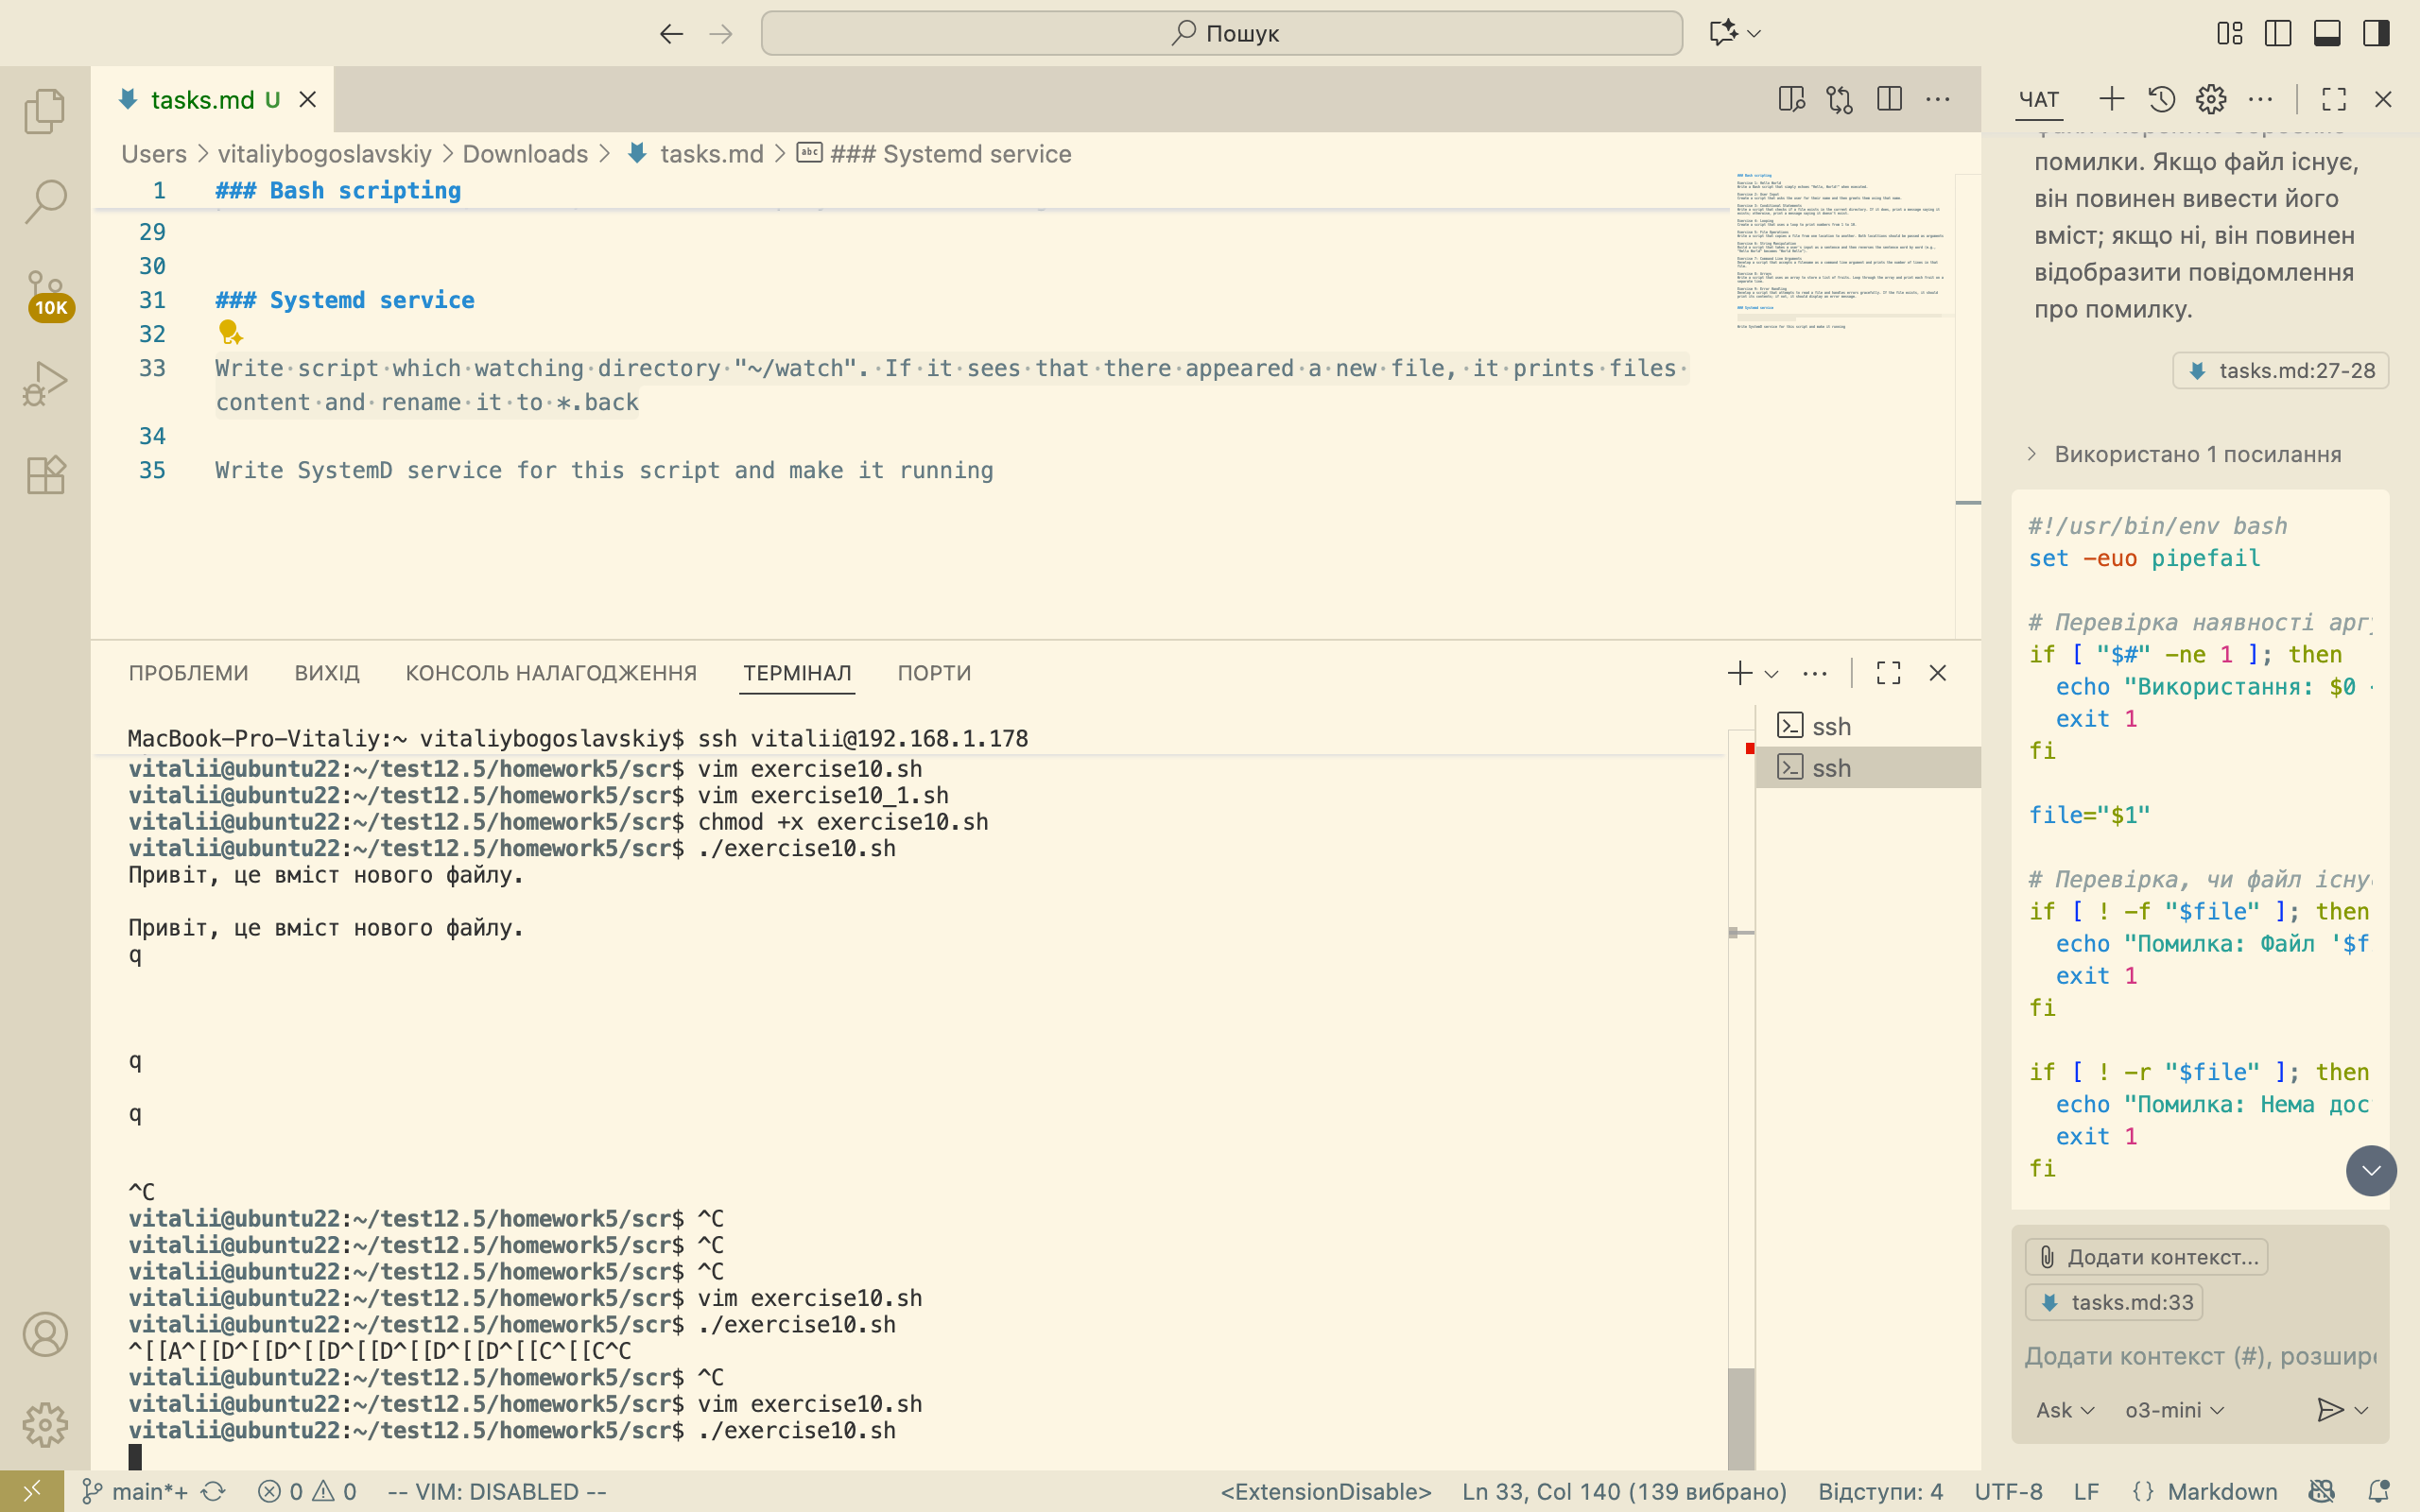 Пошук
tasks.md U
Users > vitaliybogoslavskiy > Downloads > tasks.md > ### Systemd service
1 ### Bash scripting
29
30
31 ### Systemd service
32
33 Write script which watching directory "~/watch". If it sees that there appeared a new file, it prints files
content and rename it to *.back
34
35 Write SystemD service for this script and make it running
10K
ПРОБЛЕМИ ВИХІД КОНСОЛЬ НАЛАГОДЖЕННЯ ТЕРМІНАЛ ПОРТИ
MacBook-Pro-Vitaliy:~ vitaliybogoslavskiy$ ssh vitalii@192.168.1.178
vitalii@ubuntu22:~/test12.5/homework5/scr$ vim exercise10.sh
vitalii@ubuntu22:~/test12.5/homework5/scr$ vim exercise10_1.sh
vitalii@ubuntu22:~/test12.5/homework5/scr$ chmod +x exercise10.sh
vitalii@ubuntu22:~/test12.5/homework5/scr$ ./exercise10.sh
Привіт, це вміст нового файлу.
Привіт, це вміст нового файлу.
q
q
q
^C
vitalii@ubuntu22:~/test12.5/homework5/scr$ ^C
vitalii@ubuntu22:~/test12.5/homework5/scr$ ^C
vitalii@ubuntu22:~/test12.5/homework5/scr$ ^C
vitalii@ubuntu22:~/test12.5/homework5/scr$ vim exercise10.sh
vitalii@ubuntu22:~/test12.5/homework5/scr$ ./exercise10.sh
^[[A^[[D^[[D^[[D^[[D^[[D^[[D^[[C^[[C^C
vitalii@ubuntu22:~/test12.5/homework5/scr$ ^C
vitalii@ubuntu22:~/test12.5/homework5/scr$ vim exercise10.sh
vitalii@ubuntu22:~/test12.5/homework5/scr$ ./exercise10.sh
ssh
ssh
ЧАТ
помилки. Якщо файл існує,
він повинен вивести його
вміст; якщо ні, він повинен
відобразити повідомлення
про помилку.
tasks.md:27-28
Використано 1 посилання
#!/usr/bin/env bash
set -euo pipefail
# Перевірка наявності арг
if [ "$#" -ne 1 ]; then
echo "Використання: $0
exit 1
fi
file="$1"
# Перевірка, чи файл існу
if [ ! -f "$file" ]; then
echo "Помилка: Файл '$f
exit 1
fi
if [ ! -r "$file" ]; then
echo "Помилка: Нема дос
exit 1
fi
Додати контекст...
tasks.md:33
Додати контекст (#), розшир
Ask o3-mini
main*+ 0 0 -- VIM: DISABLED -- <ExtensionDisable> Ln 33, Col 140 (139 вибрано) Відступи: 4 UTF-8 LF {} Markdown